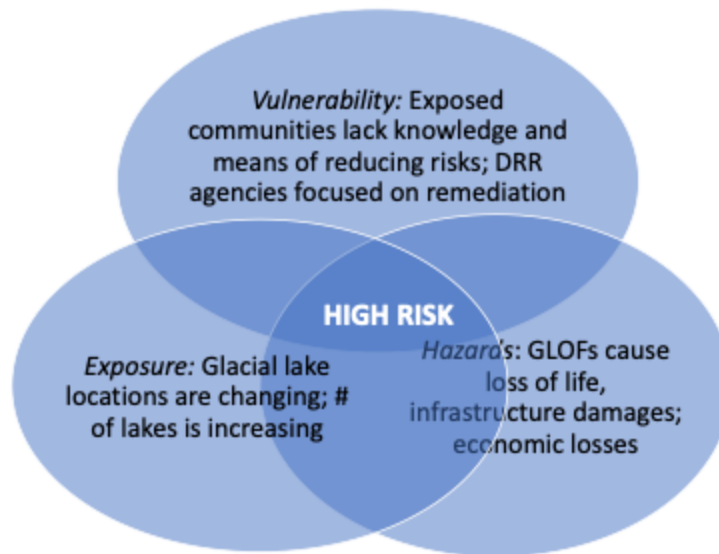 Vulnerability: Exposed
communities lack knowledge and
means of reducing risks; DRR
agencies focused on remediation
HIGH RISK
Exposure: Glacial lake
locations are changing; #
of lakes is increasing
Hazards: GLOFs cause
loss of life,
infrastructure damages;
economic losses